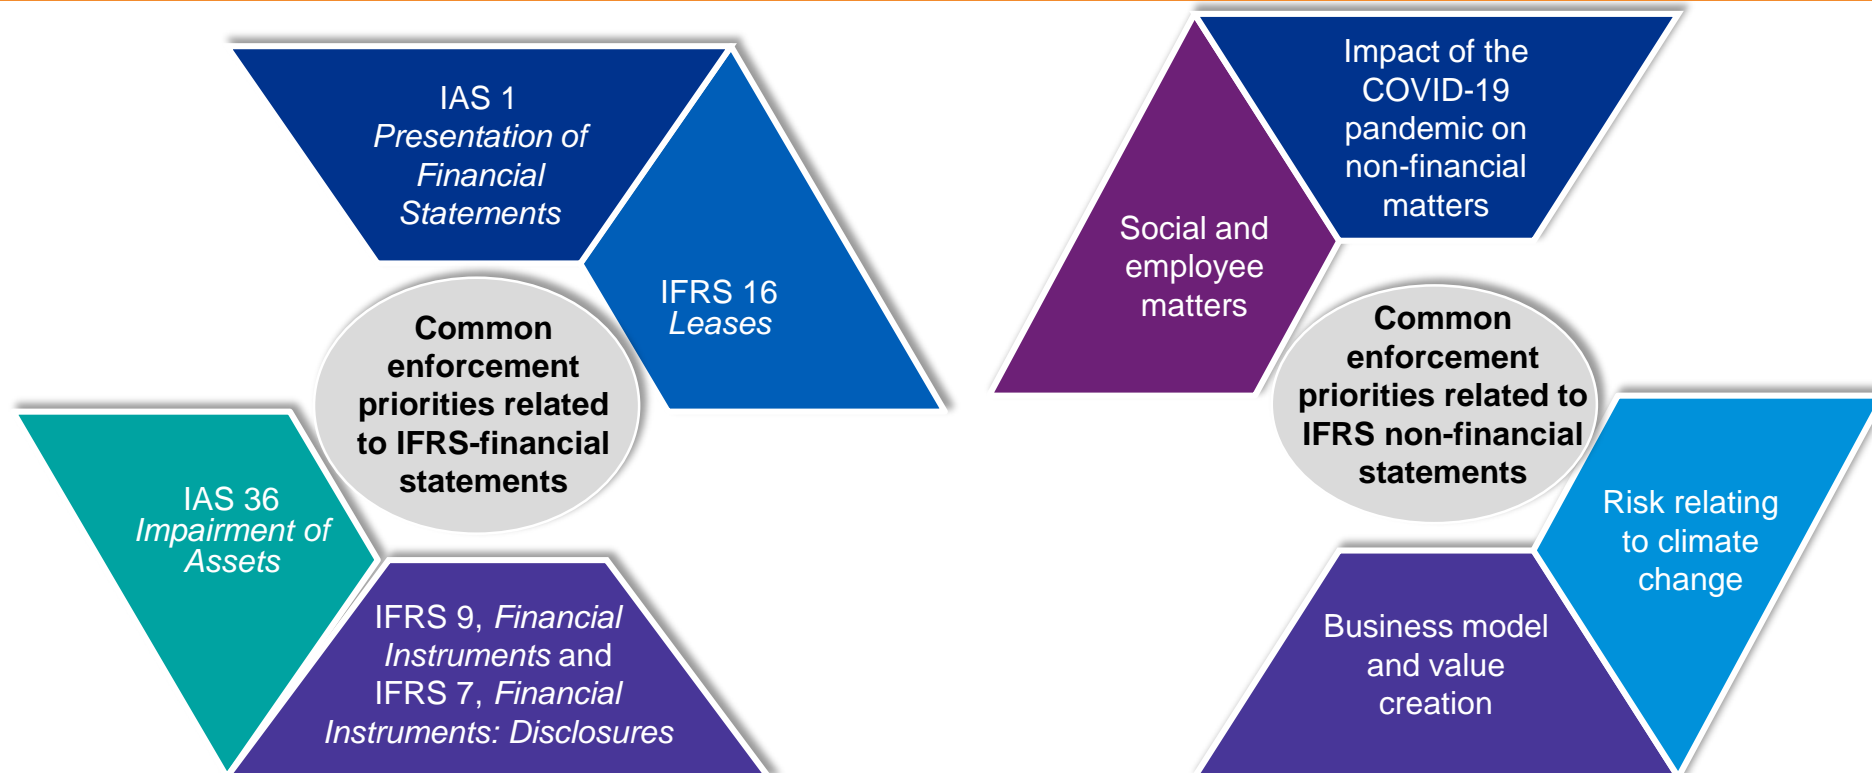 IAS 1
Presentation of
Financial
Statements
IFRS 16
Leases
Common
enforcement
priorities related
to IFRS-financial
statements
IAS 36
Impairment of
Assets
IFRS 9, Financial
Instruments and
IFRS 7, Financial
Instruments: Disclosures
Impact of the
COVID-19
pandemic on
non-financial
matters
Social and
employee
matters
Common
enforcement
priorities related to
IFRS non-financial
statements
Risk relating
to climate
change
Business model
and value
creation